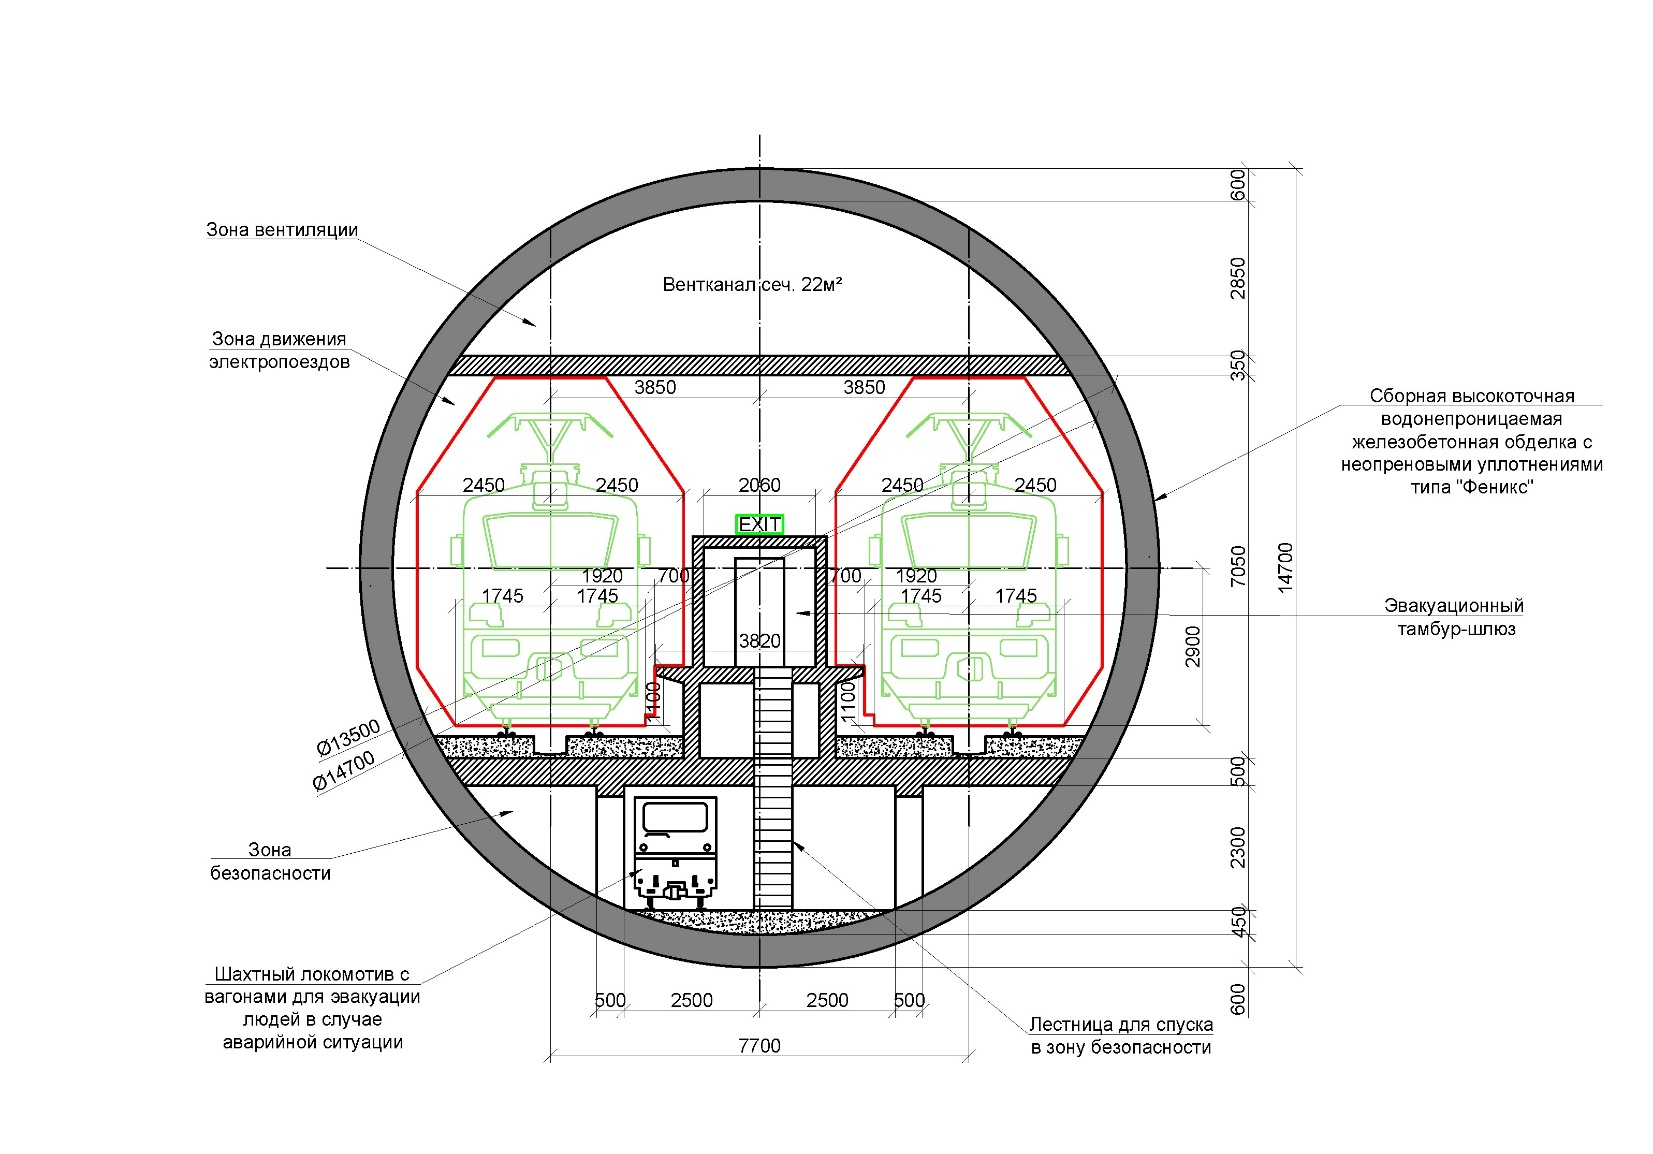 600
Зона вентиляции
Вентканал сеч. 22м²
2850
Зона движения
электропоездов
350
3850
3850
Сборная высокоточная
водонепроницаемая
железобетонная обделка с
неопреновыми уплотнениями
типа "Феникс"
2450
2450
2060
2450
2450
EXIT
7050
14700
1920
700
700
1920
1745
1745
1745
1745
Эвакуационный
тамбур-шлюз
3820
2900
1100
1100
Ø13500
Ø14700
500
Зона
безопасности
2300
450
Шахтный локомотив с
вагонами для эвакуации
людей в случае
аварийной ситуации
500
2500
2500
500
600
Лестница для спуска
в зону безопасности
7700